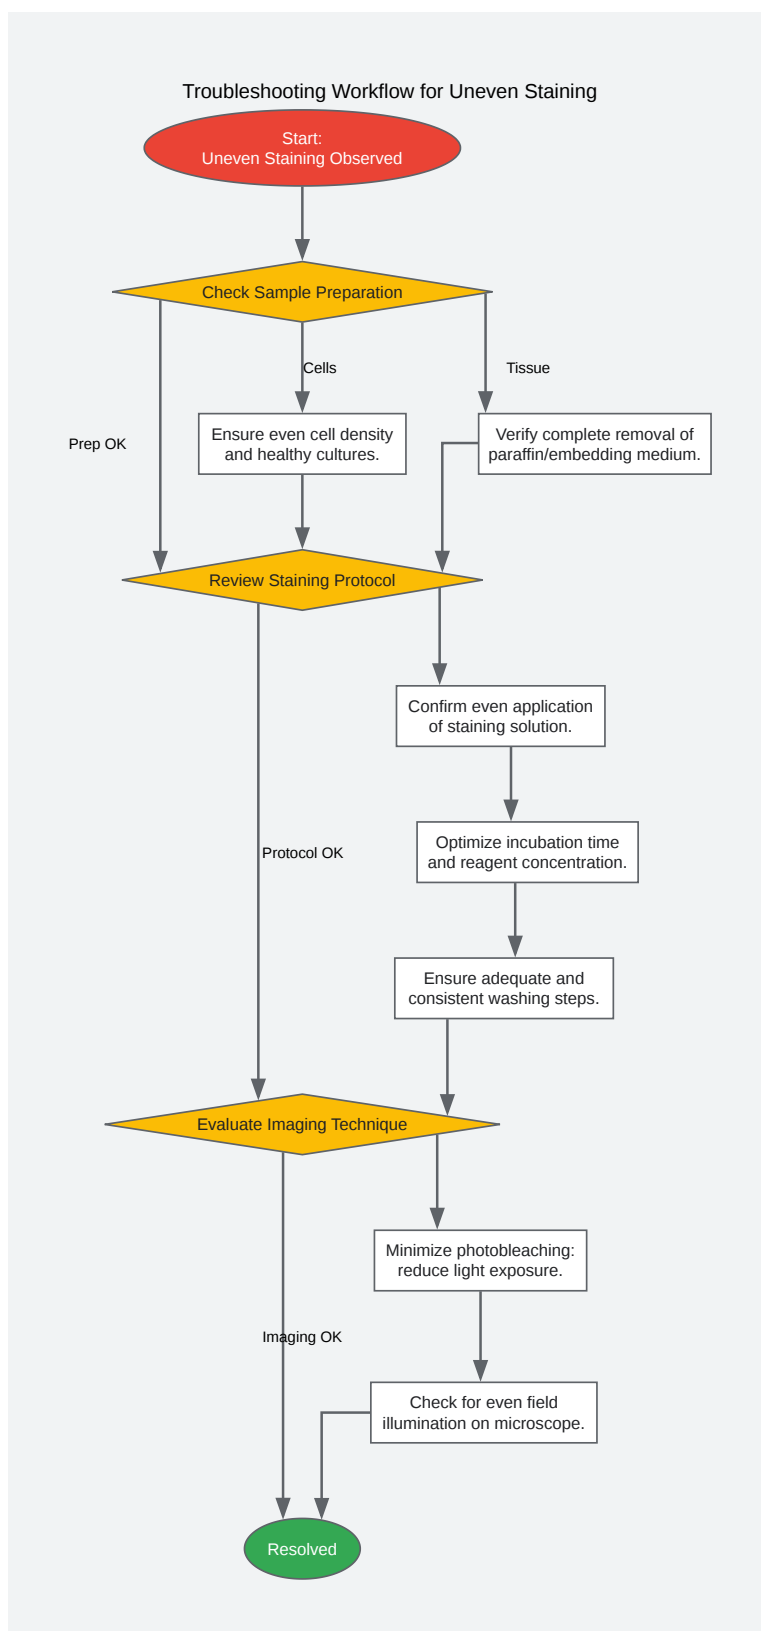 Troubleshooting Workflow for Uneven Staining
Start:
Uneven Staining Observed
Check Sample Preparation
Cells
Tissue
Prep OK
Ensure even cell density
and healthy cultures.
Verify complete removal of
paraffin/embedding medium.
Review Staining Protocol
Confirm even application
of staining solution.
Protocol OK
Optimize incubation time
and reagent concentration.
Ensure adequate and
consistent washing steps.
Evaluate Imaging Technique
Minimize photobleaching:
reduce light exposure.
Imaging OK
Check for even field
illumination on microscope.
Resolved